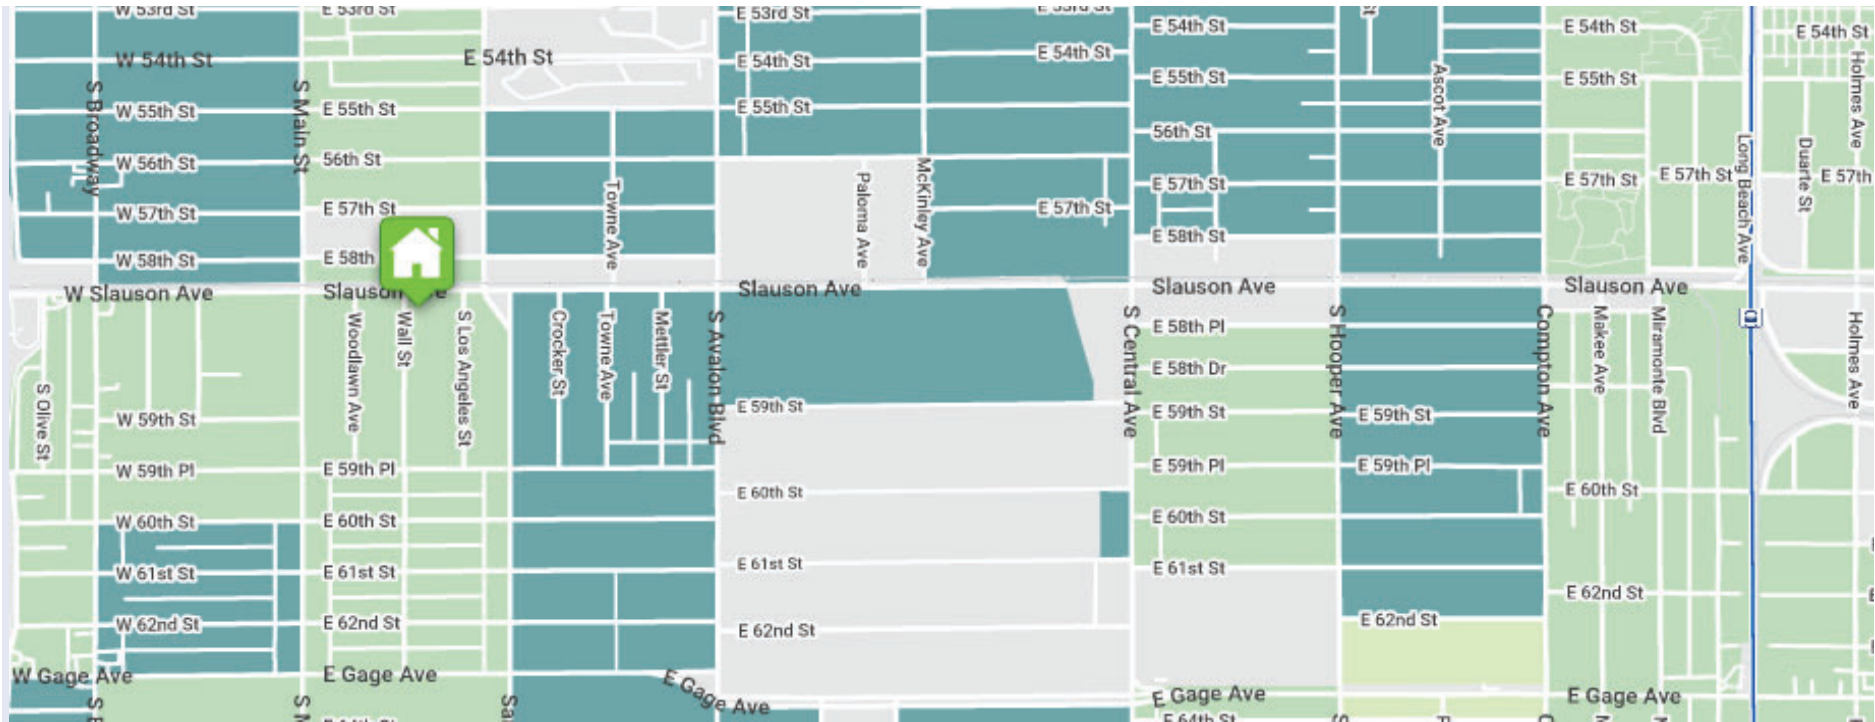 W 53rd St
E 53rd St
E 53rd St
E 53rd St
St
W 54th St
E 54th St
E 54th St
E 54th St
E 54th St
E 54th St
E 54th St
S Broadway
S Main St
W 55th St
E 55th St
E 55th St
E 55th St
E 55th St
Ascot Ave
Holmes Ave
W 56th St
56th St
56th St
W 57th St
E 57th St
E 57th St
E 57th St
E 57th St
E 57th St
E 57th
Towne Ave
Paloma Ave
McKinley Ave
Long Beach Ave
Duarte St
W 58th St
E 58th
E 58th St
W Slauson Ave
Slauson Ave
Slauson Ave
Slauson Ave
Slauson Ave
S Olive St
Woodlawn Ave
Wall St
S Los Angeles St
Crocker St
Towne Ave
Mettler St
S Avalon Blvd
S Central Ave
E 58th Pl
E 58th Dr
S Hooper Ave
Compton Ave
Makee Ave
Miramonte Blvd
Holmes Ave
W 59th St
E 59th St
E 59th St
E 59th St
W 59th Pl
E 59th Pl
E 59th Pl
E 59th Pl
W 60th St
E 60th St
E 60th St
E 60th St
E 60th St
W 61st St
E 61st St
E 61st St
E 61st St
W 62nd St
E 62nd St
E 62nd St
E 62nd St
E 62nd St
W Gage Ave
E Gage Ave
E Gage Ave
E Gage Ave
E Gage Ave
E 64th St